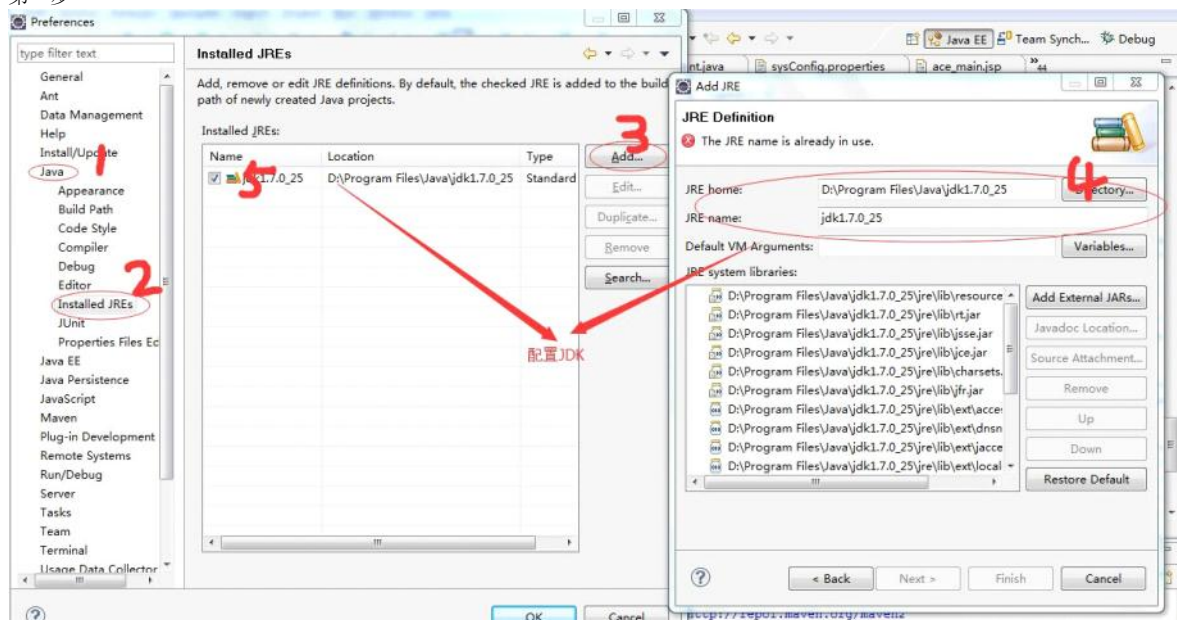 Preferences
type filter text
General
Ant
Data Management
Help
Install/Update
Java
Appearance
Build Path
Code Style
Compiler
Debug
Editor
Installed JREs
JUnit
Properties Files Ec
Java EE
Java Persistence
JavaScript
Maven
Plug-in Development
Remote Systems
Run/Debug
Server
Tasks
Team
Terminal
Usage Data Collector
1
2
Installed JREs
Add, remove or edit JRE definitions. By default, the checked JRE is added to the build
path of newly created Java projects.
Installed JREs:
Name Location Type
jdk1.7.0_25 D:\Program Files\Java\jdk1.7.0_25 Standard
5
3
Add...
Edit...
Duplicate...
Remove
Search...
配置JDK
OK Cancel
Java EE Team Synch... Debug
nt.java sysConfig.properties ace_main.jsp »44
Add JRE
JRE Definition
The JRE name is already in use.
4
JRE home: D:\Program Files\Java\jdk1.7.0_25 Directory...
JRE name: jdk1.7.0_25
Default VM Arguments: Variables...
JRE system libraries:
D:\Program Files\Java\jdk1.7.0_25\jre\lib\resource
D:\Program Files\Java\jdk1.7.0_25\jre\lib\rt.jar
D:\Program Files\Java\jdk1.7.0_25\jre\lib\jsse.jar
D:\Program Files\Java\jdk1.7.0_25\jre\lib\jce.jar
D:\Program Files\Java\jdk1.7.0_25\jre\lib\charsets.
D:\Program Files\Java\jdk1.7.0_25\jre\lib\jfr.jar
D:\Program Files\Java\jdk1.7.0_25\jre\lib\ext\acce
D:\Program Files\Java\jdk1.7.0_25\jre\lib\ext\dnsn
D:\Program Files\Java\jdk1.7.0_25\jre\lib\ext\jacce
D:\Program Files\Java\jdk1.7.0_25\jre\lib\ext\local
Add External JARs...
Javadoc Location...
Source Attachment...
Remove
Up
Down
Restore Default
< Back Next > Finish Cancel
http://repo1.maven.org/maven2